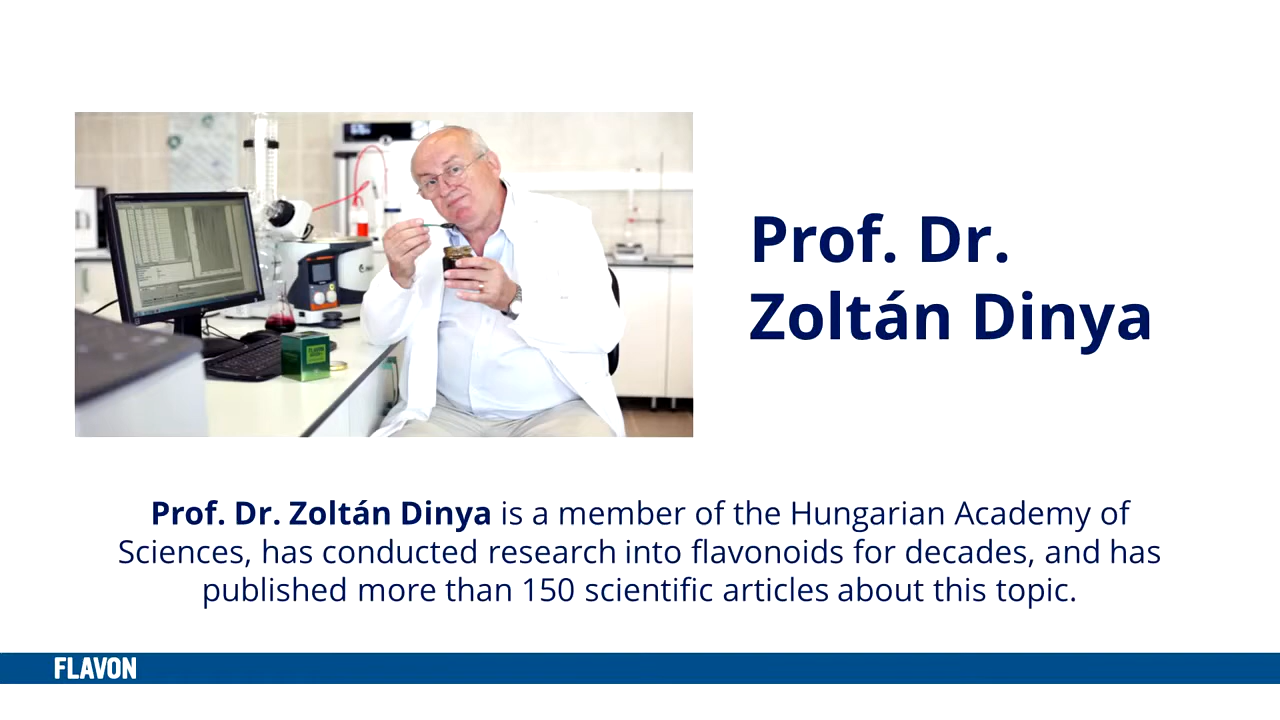 Prof. Dr.
Zoltán Dinya
FLAVON
Prof. Dr. Zoltán Dinya is a member of the Hungarian Academy of
Sciences, has conducted research into flavonoids for decades, and has
published more than 150 scientific articles about this topic.
FLAVON